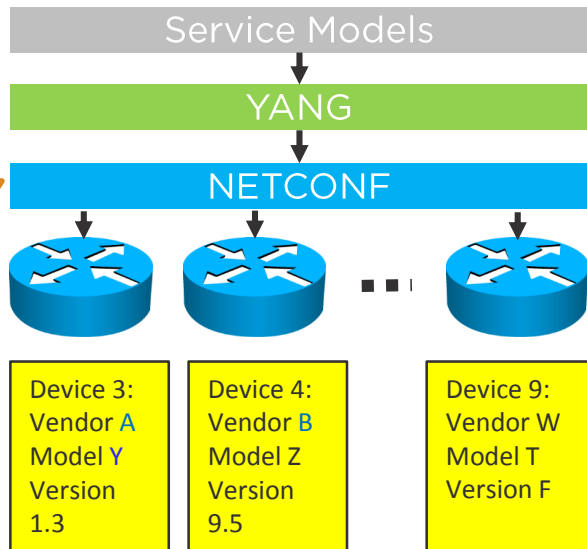 Service Models
YANG
NETCONF
Device 3:
Vendor A
Model Y
Version
1.3
Device 4:
Vendor B
Model Z
Version
9.5
Device 9:
Vendor W
Model T
Version F